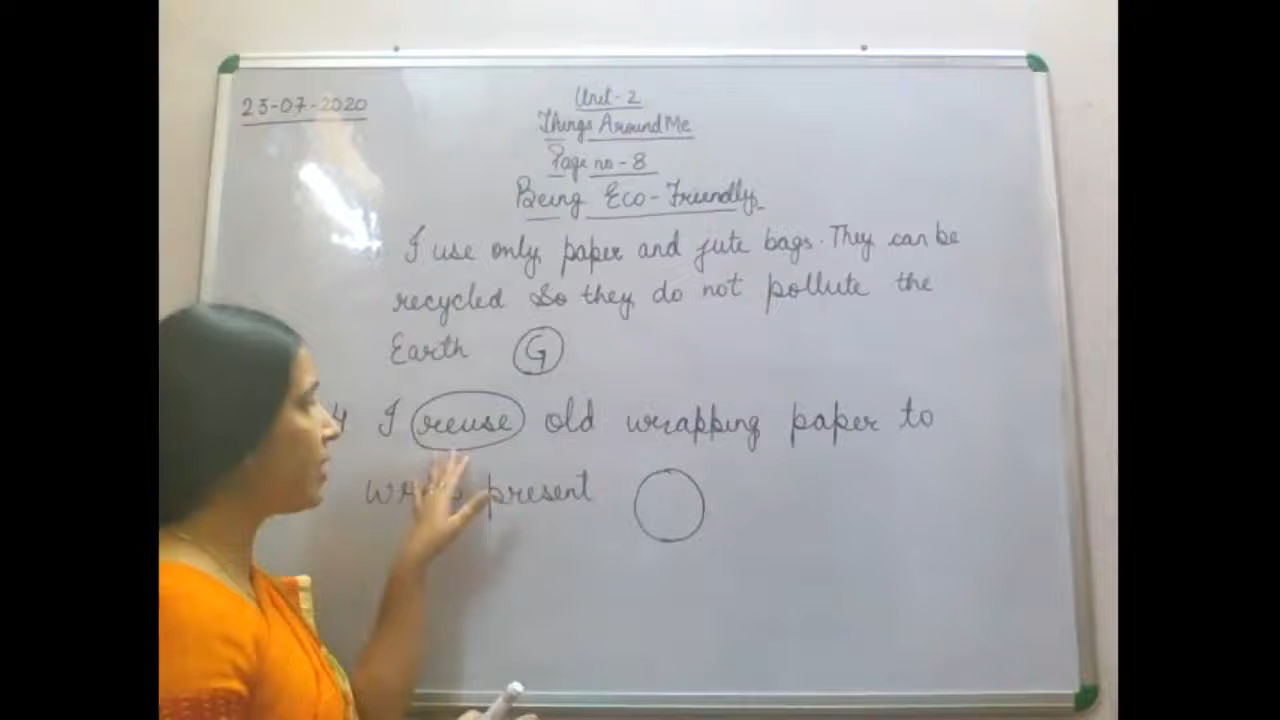 25-07-2020
Unit-2
Things Around Me
Page no-8
Being Eco-Friendly
I use only paper and jute bags. They can be
recycled So they do not pollute the
Earth G
4 I reuse old wrapping paper to
present